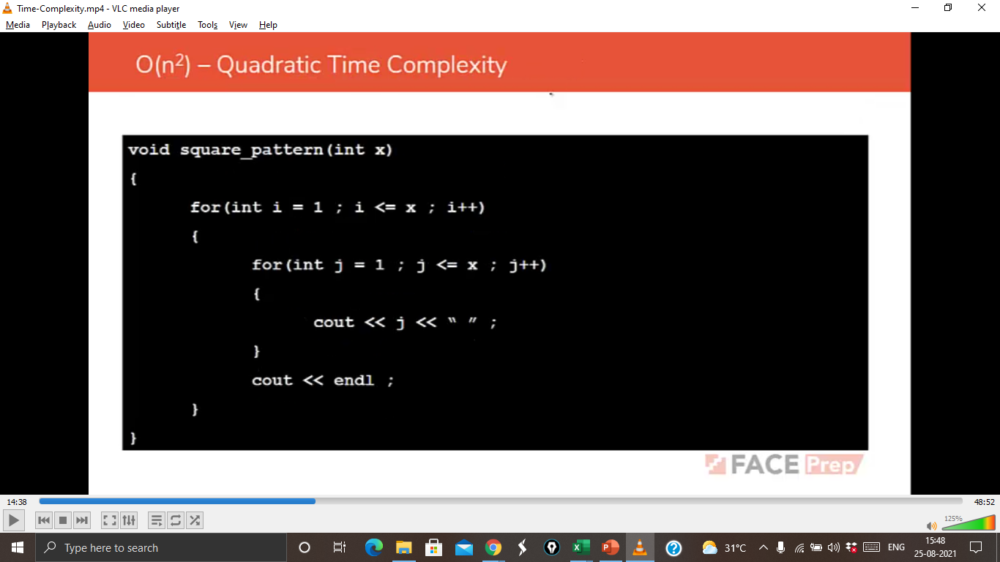 Time-Complexity.mp4 - VLC media player
Media Playback Audio Video Subtitle Tools View Help
O(n²) – Quadratic Time Complexity
void square_pattern(int x)
{
for(int i = 1 ; i <= x ; i++)
{
for(int j = 1 ; j <= x ; j++)
{
cout << j << “ ” ;
}
cout << endl ;
}
}
FACE Prep
14:38
48:52
125%
Type here to search
31°C
ENG
15:48
25-08-2021